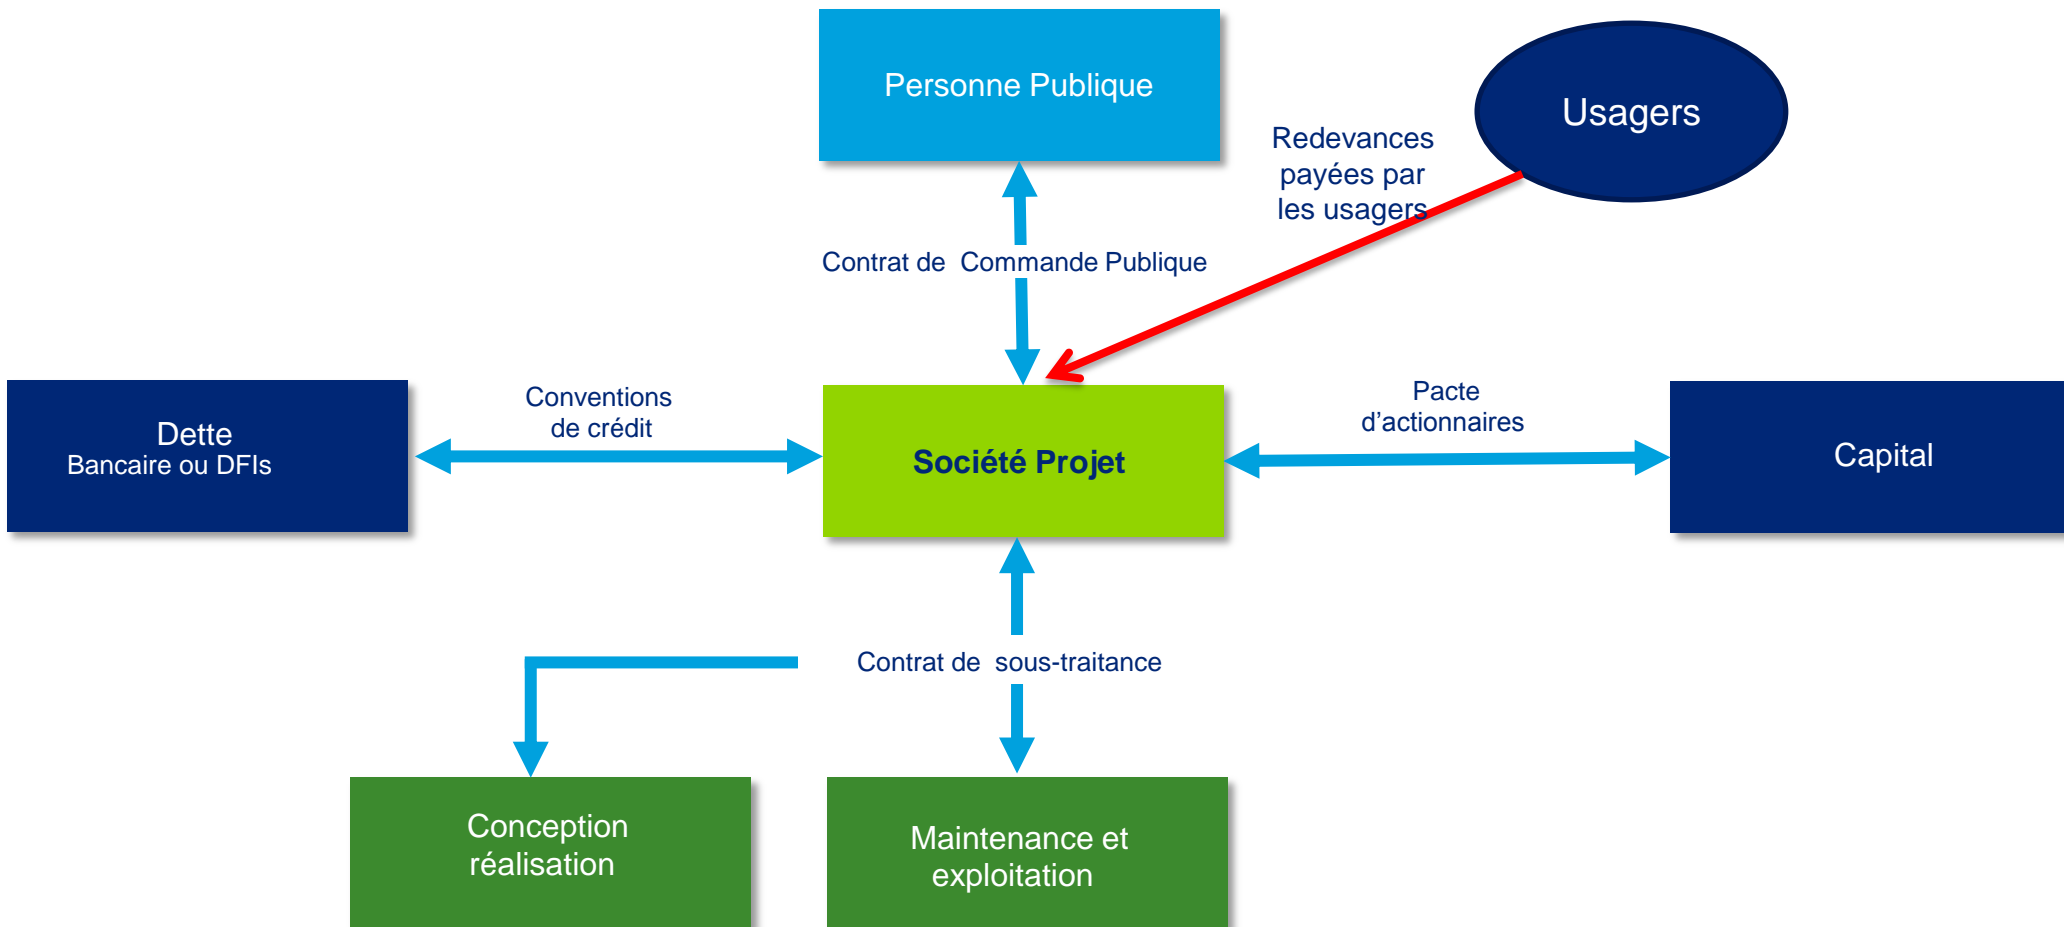 Personne Publique
Usagers
Redevances
payées par
les usagers
Contrat de Commande Publique
Dette
Bancaire ou DFIs
Conventions
de crédit
Société Projet
Pacte
d’actionnaires
Capital
Contrat de sous-traitance
Conception
réalisation
Maintenance et
exploitation